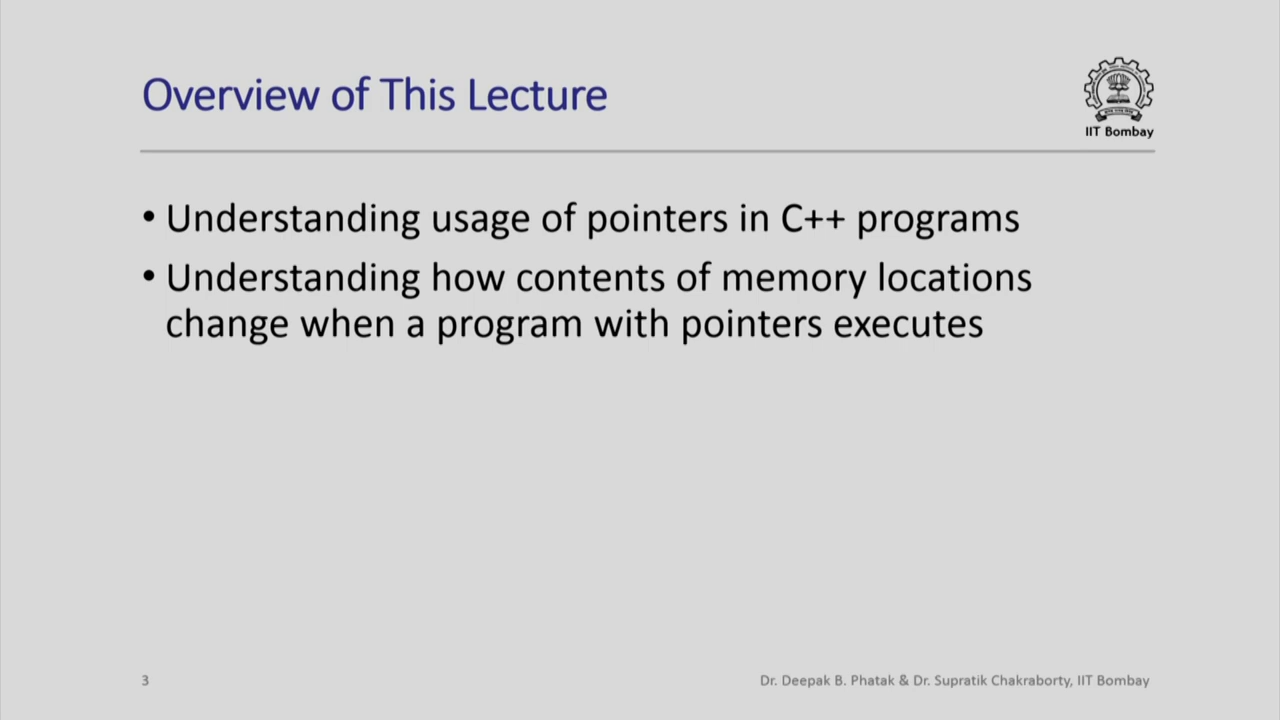 Overview of This Lecture
IIT Bombay
• Understanding usage of pointers in C++ programs
• Understanding how contents of memory locations
change when a program with pointers executes
3
Dr. Deepak B. Phatak & Dr. Supratik Chakraborty, IIT Bombay